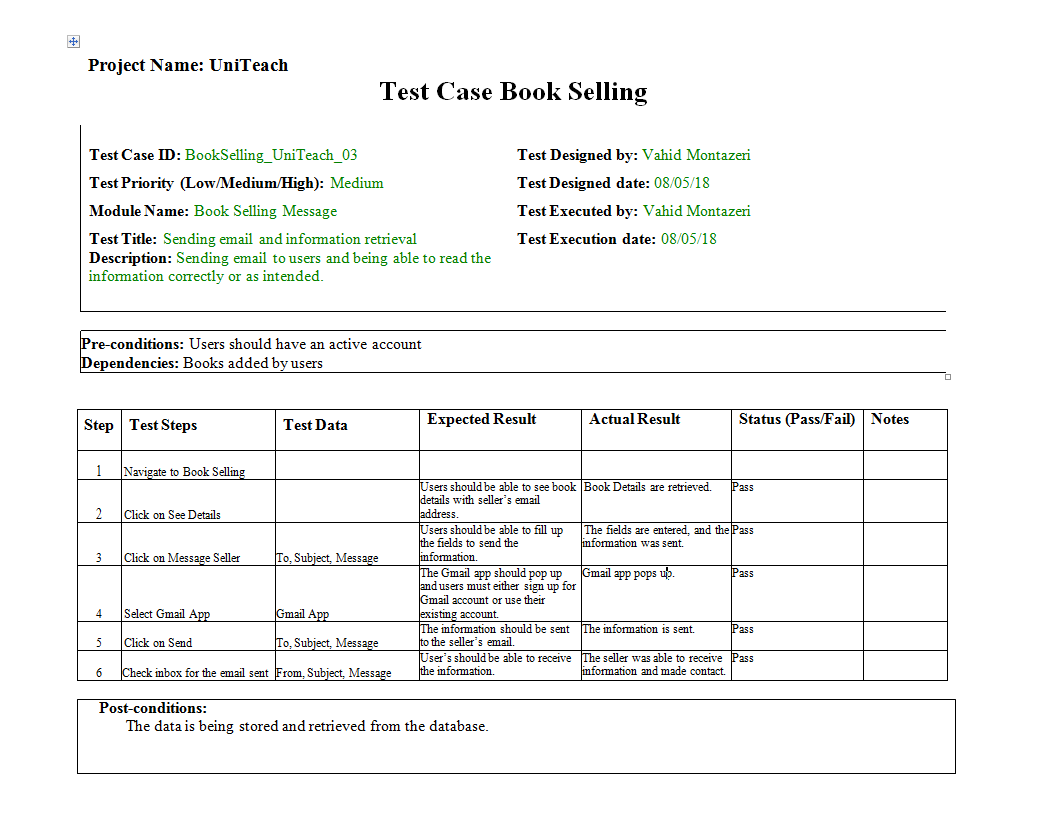 Project Name: UniTeach
Test Case Book Selling
Test Case ID: BookSelling_UniTeach_03
Test Designed by: Vahid Montazeri
Test Priority (Low/Medium/High): Medium
Test Designed date: 08/05/18
Module Name: Book Selling Message
Test Executed by: Vahid Montazeri
Test Title: Sending email and information retrieval
Test Execution date: 08/05/18
Description: Sending email to users and being able to read the
information correctly or as intended.
Pre-conditions: Users should have an active account
Dependencies: Books added by users
Step Test Steps Test Data Expected Result Actual Result Status (Pass/Fail) Notes
1 Navigate to Book Selling
2 Click on See Details
Users should be able to see book
details with seller's email
address.
Book Details are retrieved.
Pass
3 Click on Message Seller
To, Subject, Message
Users should be able to fill up
the fields to send the
information.
The fields are entered, and the
information was sent.
Pass
4 Select Gmail App
Gmail App
The Gmail app should pop up
and users must either sign up for
Gmail account or use their
existing account.
Gmail app pops up.
Pass
5 Click on Send
To, Subject, Message
The information should be sent
to the seller's email.
The information is sent.
Pass
6 Check inbox for the email sent
From, Subject, Message
User's should be able to receive
the information.
The seller was able to receive
information and made contact.
Pass
Post-conditions:
The data is being stored and retrieved from the database.